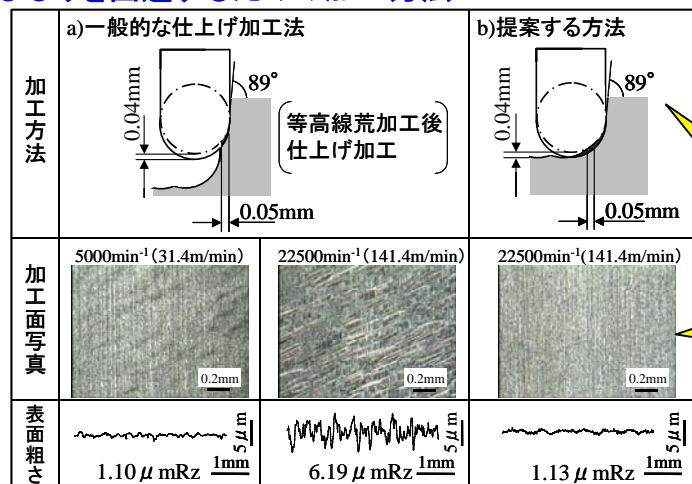 a)一般的な仕上げ加工法
b)提案する方法
加工方法
0.04mm
89°
等高線荒加工後
仕上げ加工
0.05mm
0.04mm
89°
0.05mm
加工面写真
5000min-1(31.4m/min)
22500min-1(141.4m/min)
22500min-1(141.4m/min)
0.2mm
0.2mm
0.2mm
表面粗さ
5μm
5μm
5μm
1.10μmRz
1mm
6.19μmRz
1mm
1.13μmRz
1mm